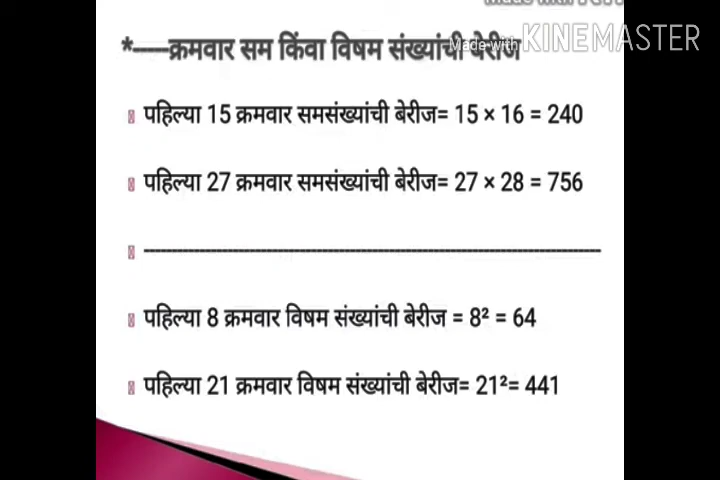 *-----क्रमवार सम किंवा विषम संख्यांची बेरीज
Made with KINEMASTER
पहिल्या 15 क्रमवार समसंख्यांची बेरीज= 15 × 16 = 240
पहिल्या 27 क्रमवार समसंख्यांची बेरीज= 27 × 28 = 756
--------------------------------------------------------------------------------
पहिल्या 8 क्रमवार विषम संख्यांची बेरीज = 8² = 64
पहिल्या 21 क्रमवार विषम संख्यांची बेरीज= 21²= 441